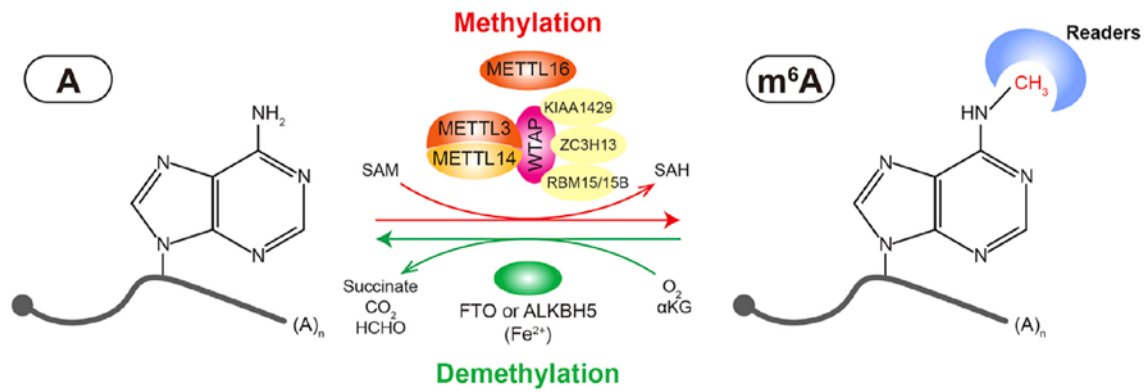 Methylation
Readers
A
METTL16
m⁶A
CH₃
NH₂
KIAA1429
HN
METTL3
WTAP
ZC3H13
METTL14
N
N
N
N
SAM
RBM15/15B
SAH
N
N
N
N
Succinate
CO₂
HCHO
FTO or ALKBH5
(Fe²⁺)
O₂
αKG
(A)ₙ
(A)ₙ
Demethylation